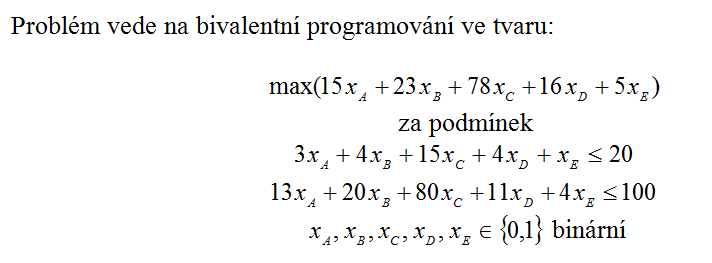 Problém vede na bivalentní programování ve tvaru:
max(15x_A + 23x_B + 78x_C + 16x_D + 5x_E)
za podmínek
3x_A + 4x_B + 15x_C + 4x_D + x_E ≤ 20
13x_A + 20x_B + 80x_C + 11x_D + 4x_E ≤ 100
x_A, x_B, x_C, x_D, x_E ∈ {0,1} binární